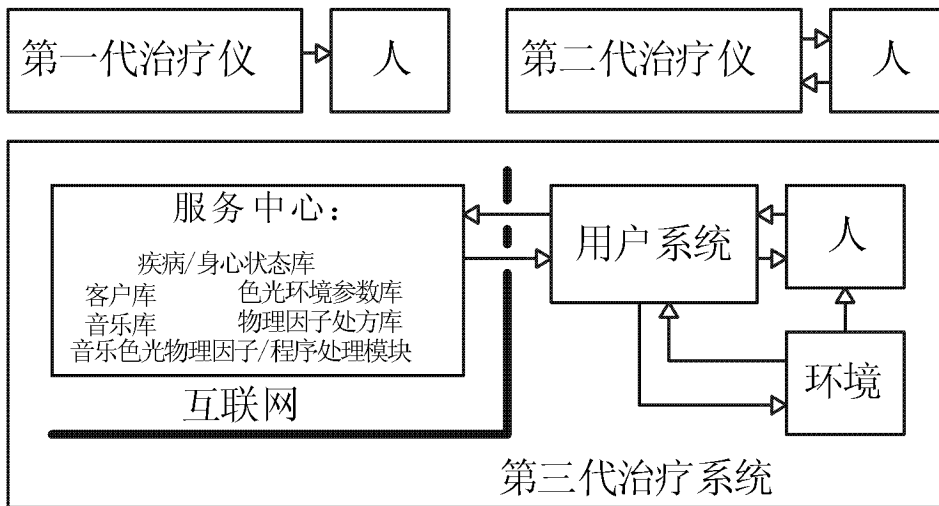 第一代治疗仪
人
第二代治疗仪
人
服务中心：
疾病/身心状态库
客户库
色光环境参数库
音乐库
物理因子处方库
音乐色光物理因子/程序处理模块
互联网
用户系统
人
环境
第三代治疗系统